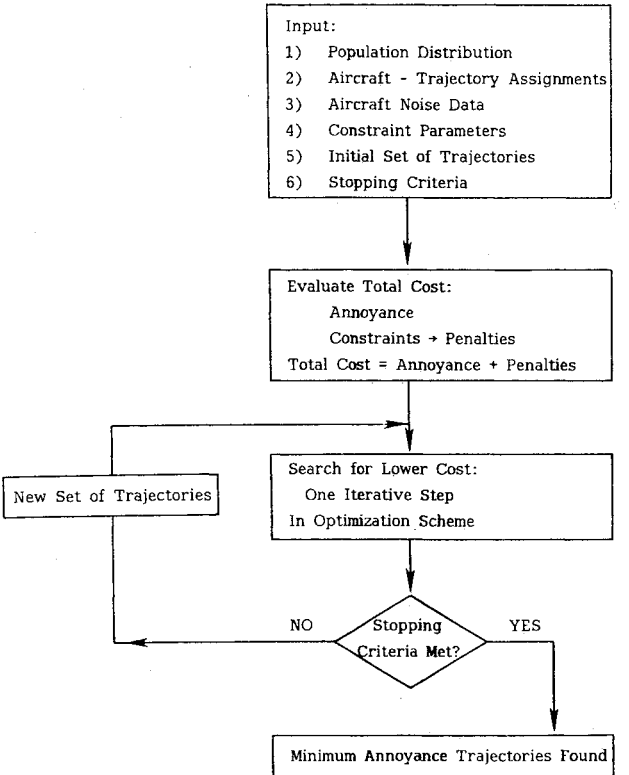 Input:
1) Population Distribution
2) Aircraft - Trajectory Assignments
3) Aircraft Noise Data
4) Constraint Parameters
5) Initial Set of Trajectories
6) Stopping Criteria
Evaluate Total Cost:
Annoyance
Constraints → Penalties
Total Cost = Annoyance + Penalties
Search for Lower Cost:
One Iterative Step
In Optimization Scheme
New Set of Trajectories
NO
Stopping
Criteria Met?
YES
Minimum Annoyance Trajectories Found